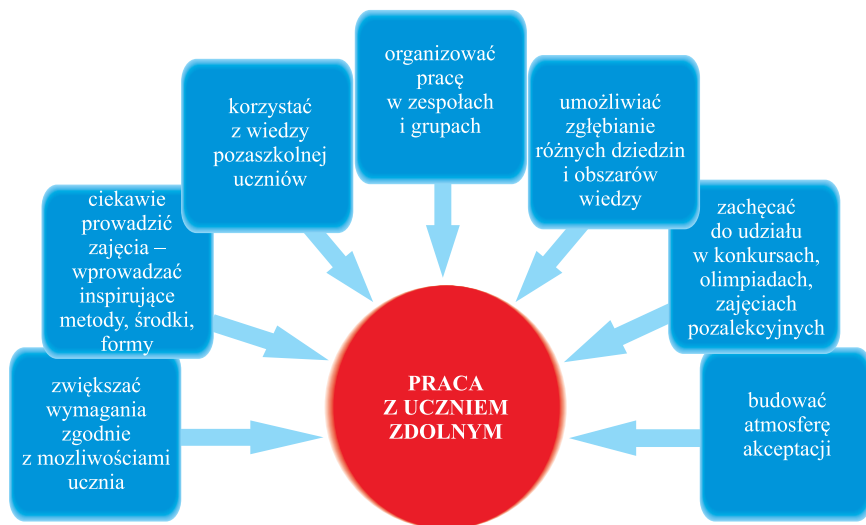 organizować
pracę
w zespołach
i grupach
korzystać
z wiedzy
pozaszkolnej
uczniów
umożliwiać
zgłębianie
różnych dziedzin
i obszarów
wiedzy
ciekawie
prowadzić
zajęcia –
wprowadzać
inspirujące
metody, środki,
formy
zachęcać
do udziału
w konkursach,
olimpiadach,
zajęciach
pozalekcyjnych
zwiększać
wymagania
zgodnie
z mozliwościami
ucznia
PRACA
Z UCZNIEM
ZDOLNYM
budować
atmosferę
akceptacji